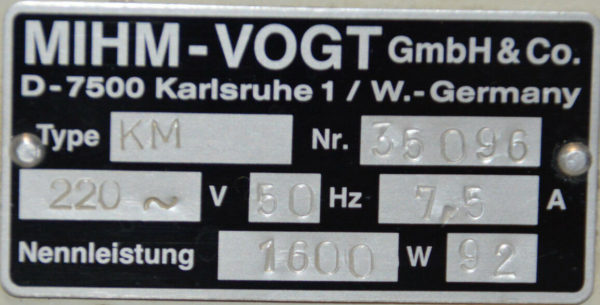 MIHM-VOGT GmbH & Co.
D-7500 Karlsruhe 1 / W.-Germany
Type KM Nr. 35096
220 ~ V 50 Hz 7,5 A
Nennleistung 1600 W 92